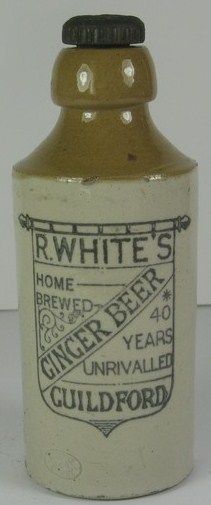 R. WHITE'S
HOME
BREWED
GINGER BEER
40
YEARS
UNRIVALLED
GUILDFORD